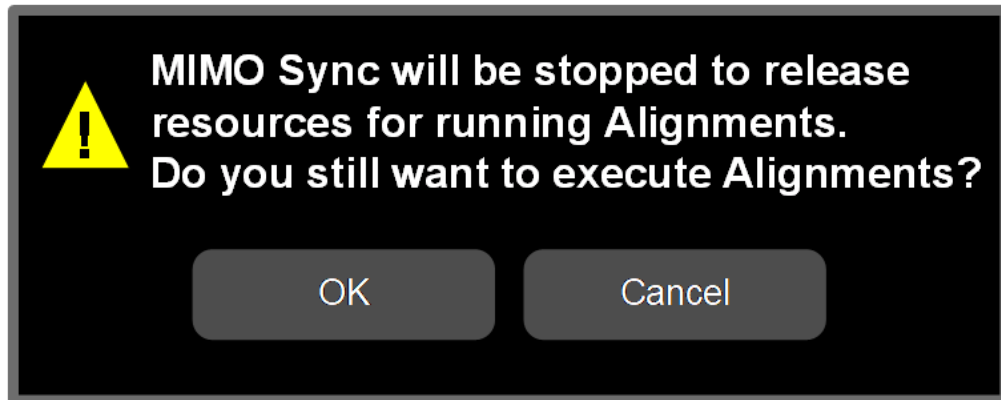 MIMO Sync will be stopped to release
resources for running Alignments.
Do you still want to execute Alignments?
OK
Cancel